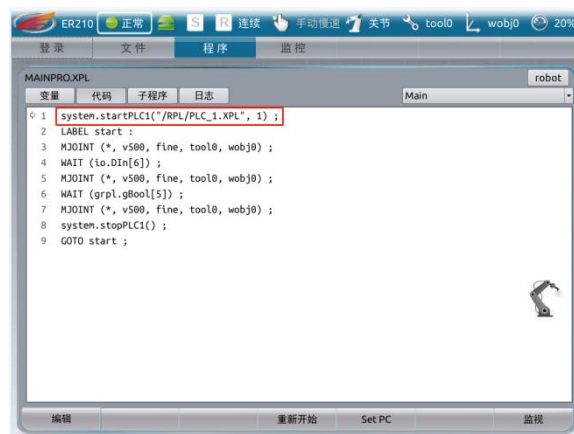 ER210 正常 S R 连续 手动慢速 关节 tool0 wobj0 20%
登录 文件 程序 监控
MAINPRO.XPL robot
变量 代码 子程序 日志 Main
1 system.startPLC1("/RPL/PLC_1.XPL", 1) ;
2 LABEL start :
3 MJOINT (*, v500, fine, tool0, wobj0) ;
4 WAIT (io.DIn[6]) ;
5 MJOINT (*, v500, fine, tool0, wobj0) ;
6 WAIT (grpl.gBool[5]) ;
7 MJOINT (*, v500, fine, tool0, wobj0) ;
8 system.stopPLC1() ;
9 GOTO start ;
编辑 重新开始 Set PC 监视